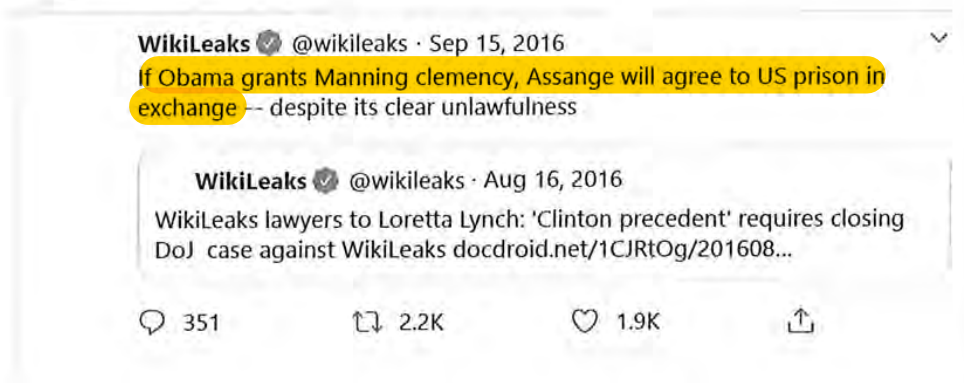 WikiLeaks @wikileaks · Sep 15, 2016
If Obama grants Manning clemency, Assange will agree to US prison in
exchange -- despite its clear unlawfulness
WikiLeaks @wikileaks · Aug 16, 2016
WikiLeaks lawyers to Loretta Lynch: 'Clinton precedent' requires closing
DoJ case against WikiLeaks docdroid.net/1CJRtOg/201608...
351 2.2K 1.9K